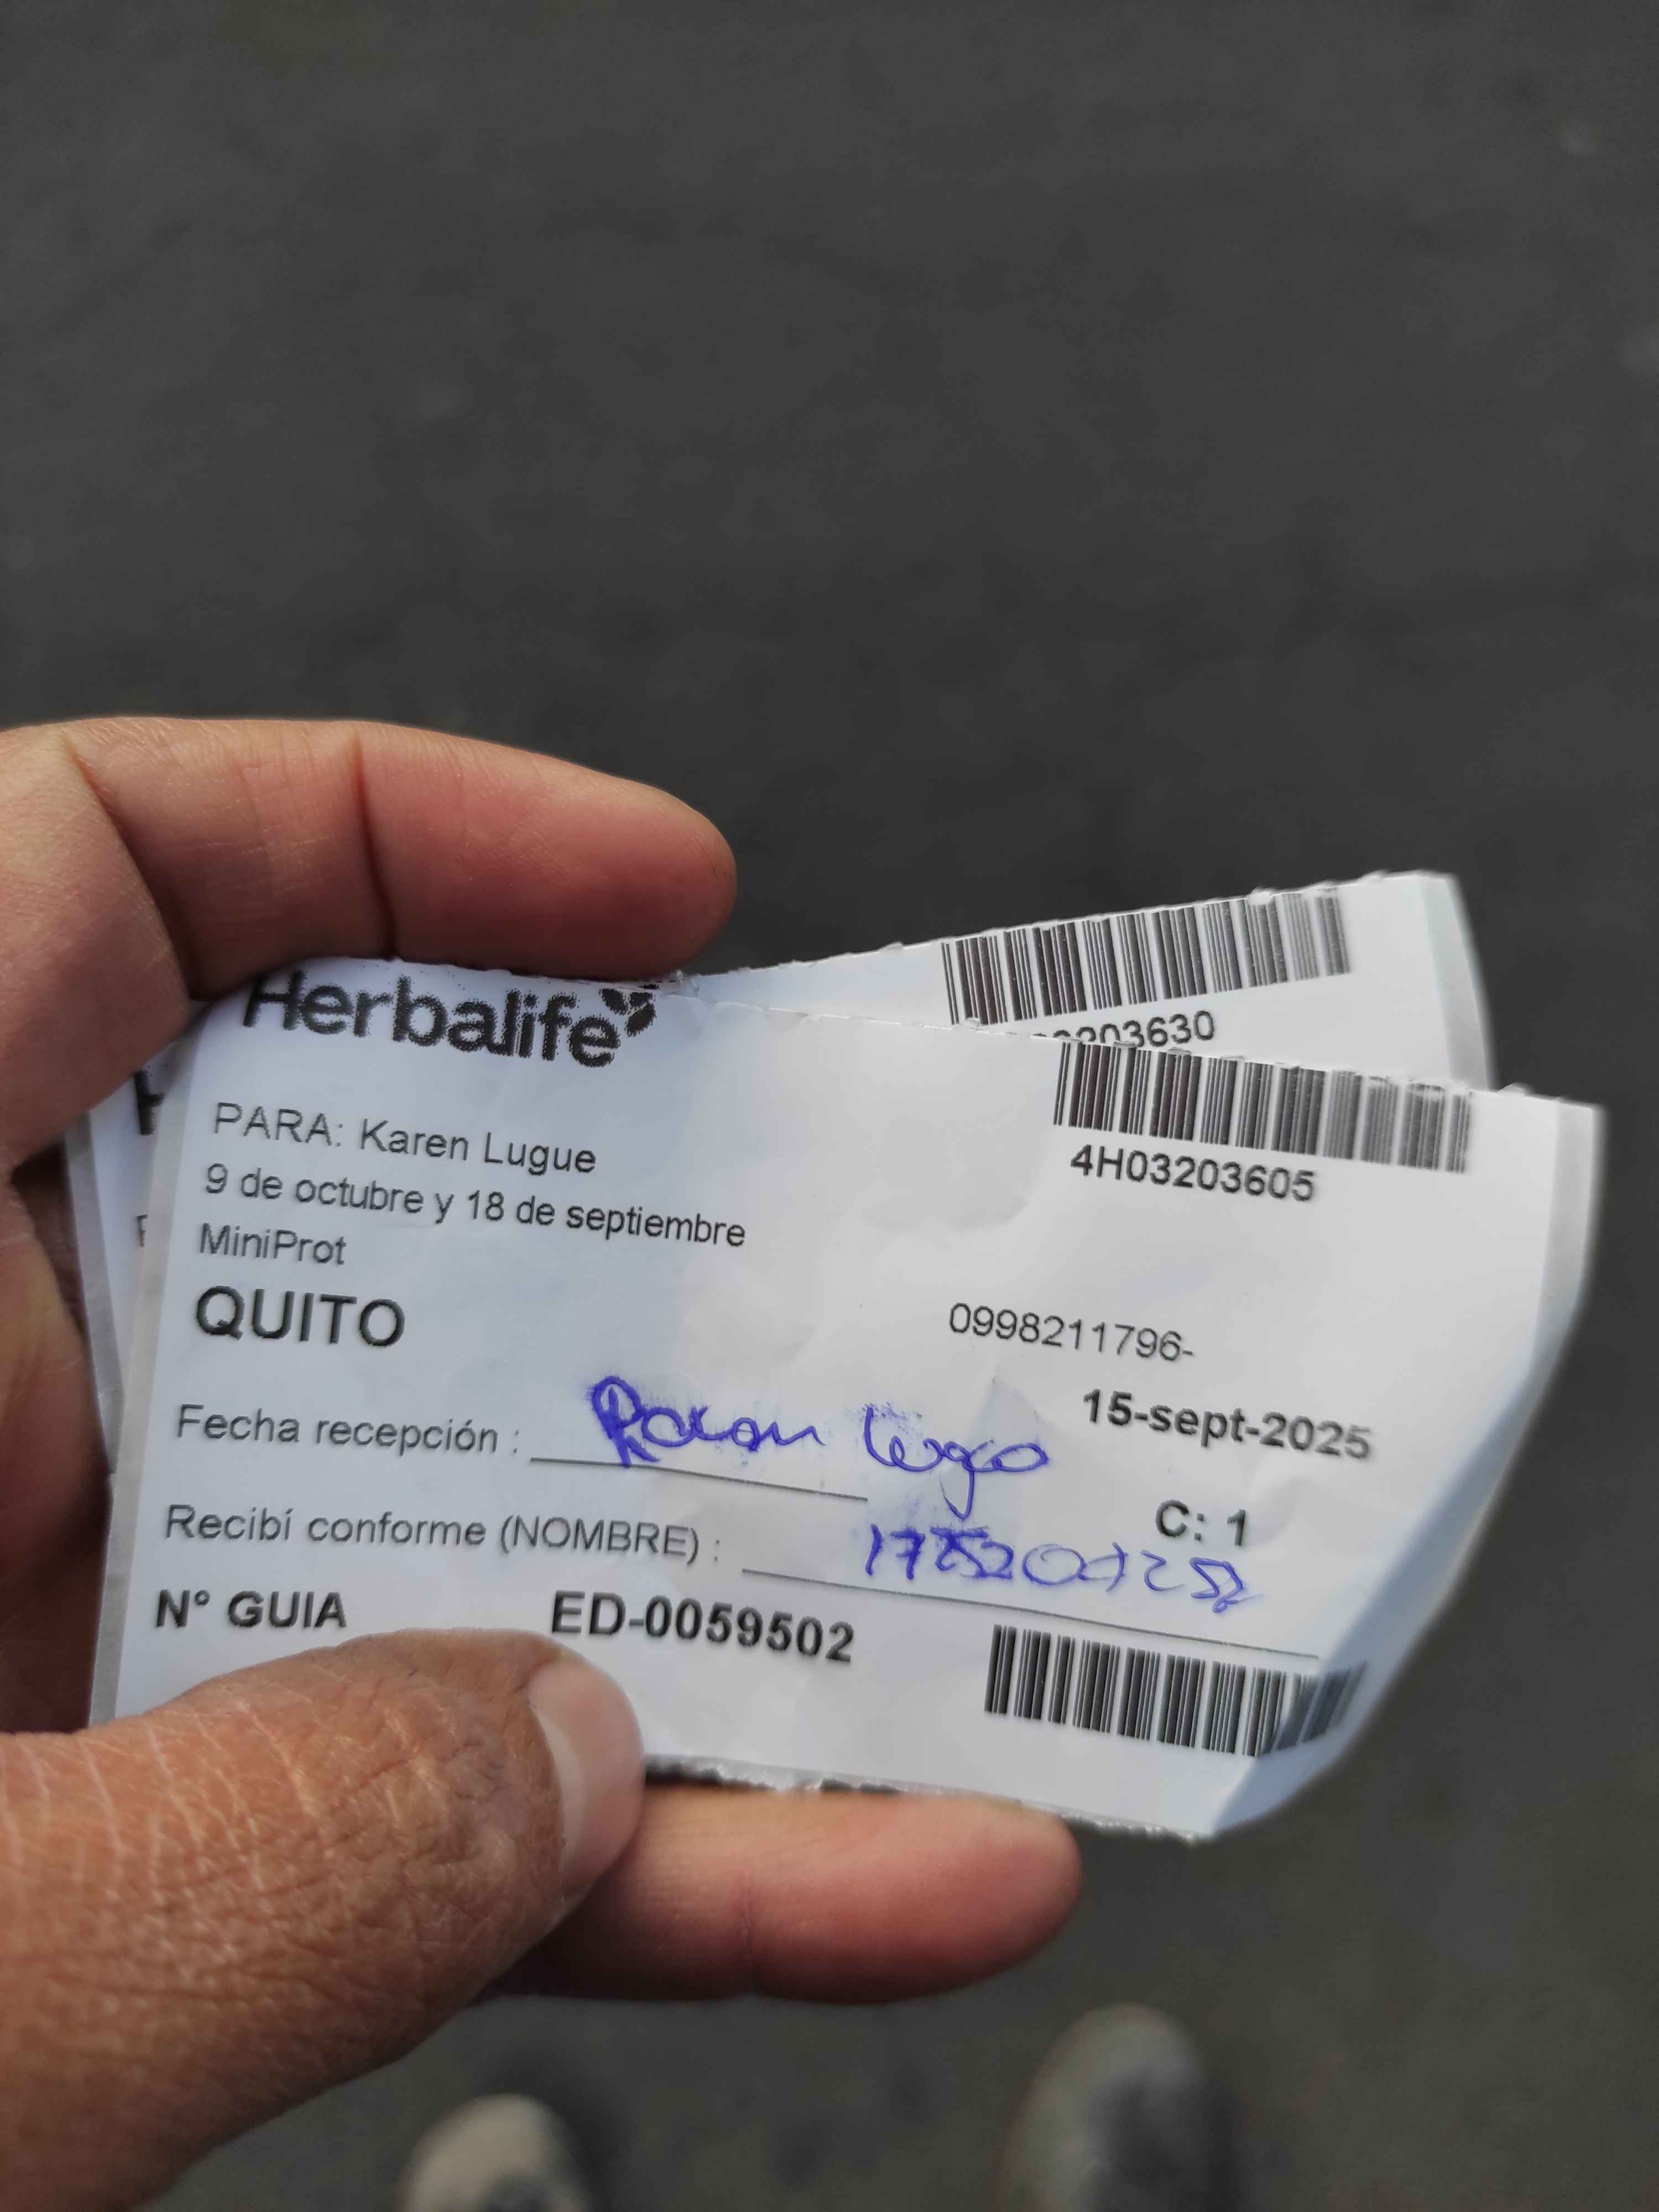 Herbalife
203630
4H03203605
PARA: Karen Lugue
9 de octubre y 18 de septiembre
MiniProt
QUITO
0998211796-
15-sept-2025
Fecha recepción :
C: 1
Recibí conforme (NOMBRE) :
N° GUIA ED-0059502